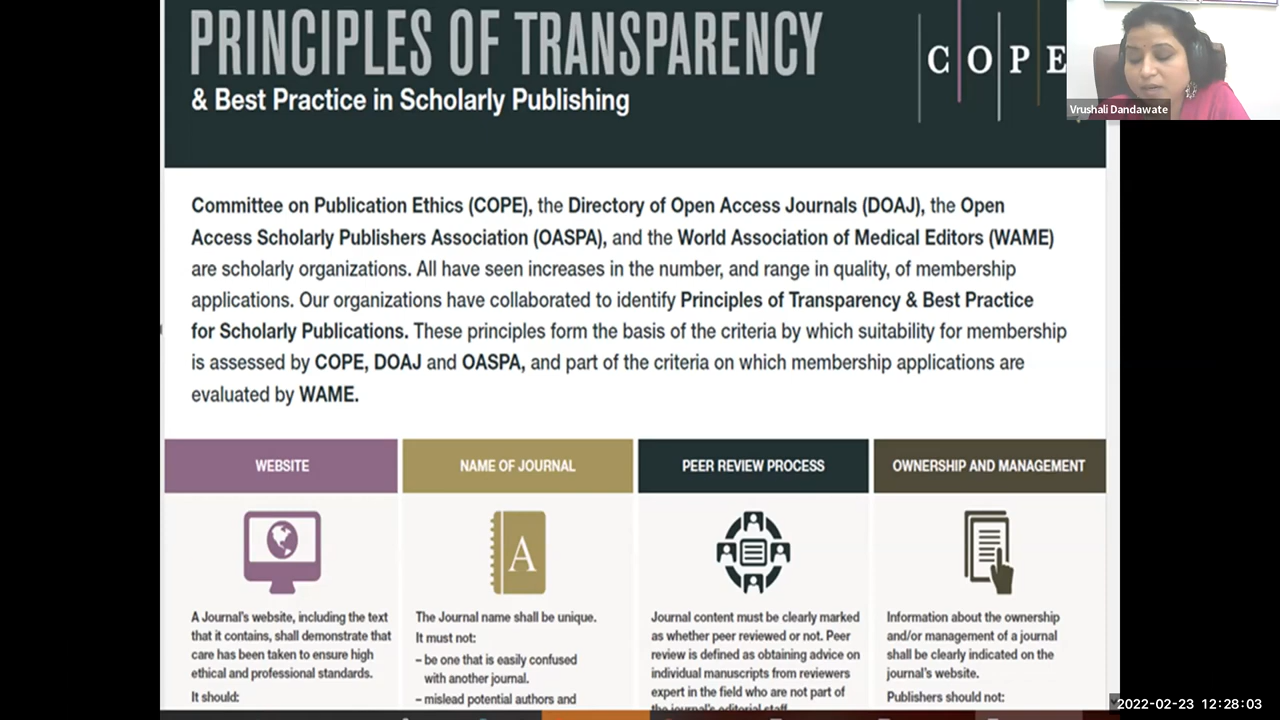 PRINCIPLES OF TRANSPARENCY
& Best Practice in Scholarly Publishing
COPE
Vrushali Dandawate
Committee on Publication Ethics (COPE), the Directory of Open Access Journals (DOAJ), the Open
Access Scholarly Publishers Association (OASPA), and the World Association of Medical Editors (WAME)
are scholarly organizations. All have seen increases in the number, and range in quality, of membership
applications. Our organizations have collaborated to identify Principles of Transparency & Best Practice
for Scholarly Publications. These principles form the basis of the criteria by which suitability for membership
is assessed by COPE, DOAJ and OASPA, and part of the criteria on which membership applications are
evaluated by WAME.
WEBSITE
A Journal's website, including the text
that it contains, shall demonstrate that
care has been taken to ensure high
ethical and professional standards.
It should:
NAME OF JOURNAL
A
The Journal name shall be unique.
It must not:
– be one that is easily confused
with another journal.
– mislead potential authors and
PEER REVIEW PROCESS
Journal content must be clearly marked
as whether peer reviewed or not. Peer
review is defined as obtaining advice on
individual manuscripts from reviewers
expert in the field who are not part of
the journal's editorial staff.
OWNERSHIP AND MANAGEMENT
Information about the ownership
and/or management of a journal
shall be clearly indicated on the
journal's website.
Publishers should not:
2022-02-23 12:28:03